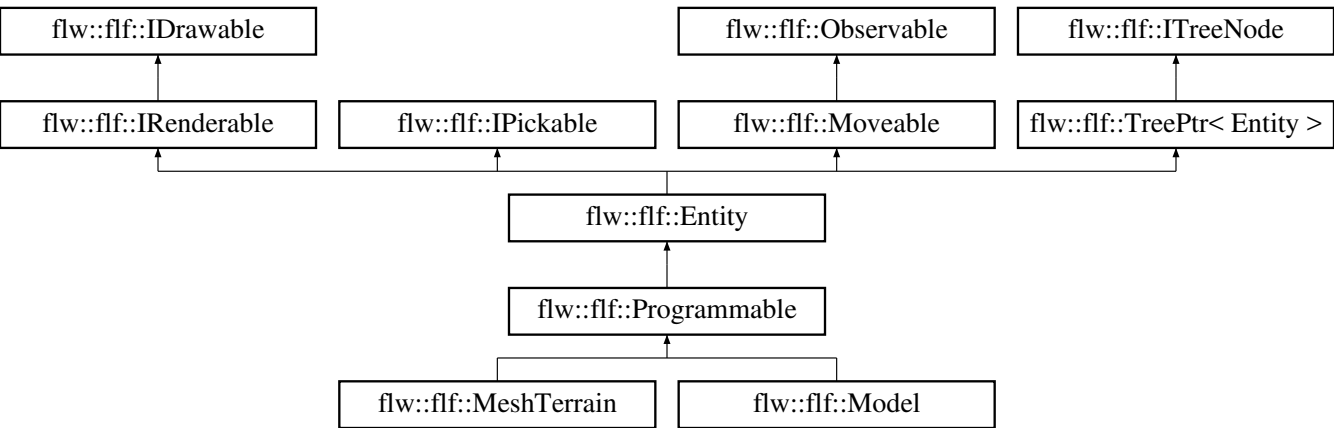 flw::flf::IDrawable
flw::flf::Observable
flw::flf::ITreeNode
flw::flf::IRenderable
flw::flf::IPickable
flw::flf::Moveable
flw::flf::TreePtr< Entity >
flw::flf::Entity
flw::flf::Programmable
flw::flf::MeshTerrain
flw::flf::Model